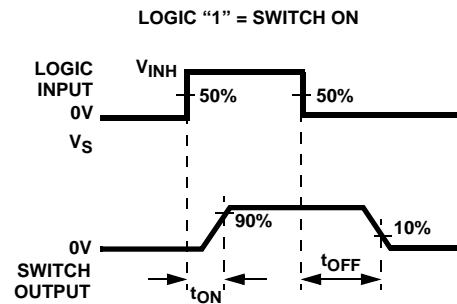 LOGIC “1” = SWITCH ON
LOGIC
INPUT
VINH
50%
50%
0V
VS
90%
10%
0V
SWITCH
OUTPUT
tON
tOFF